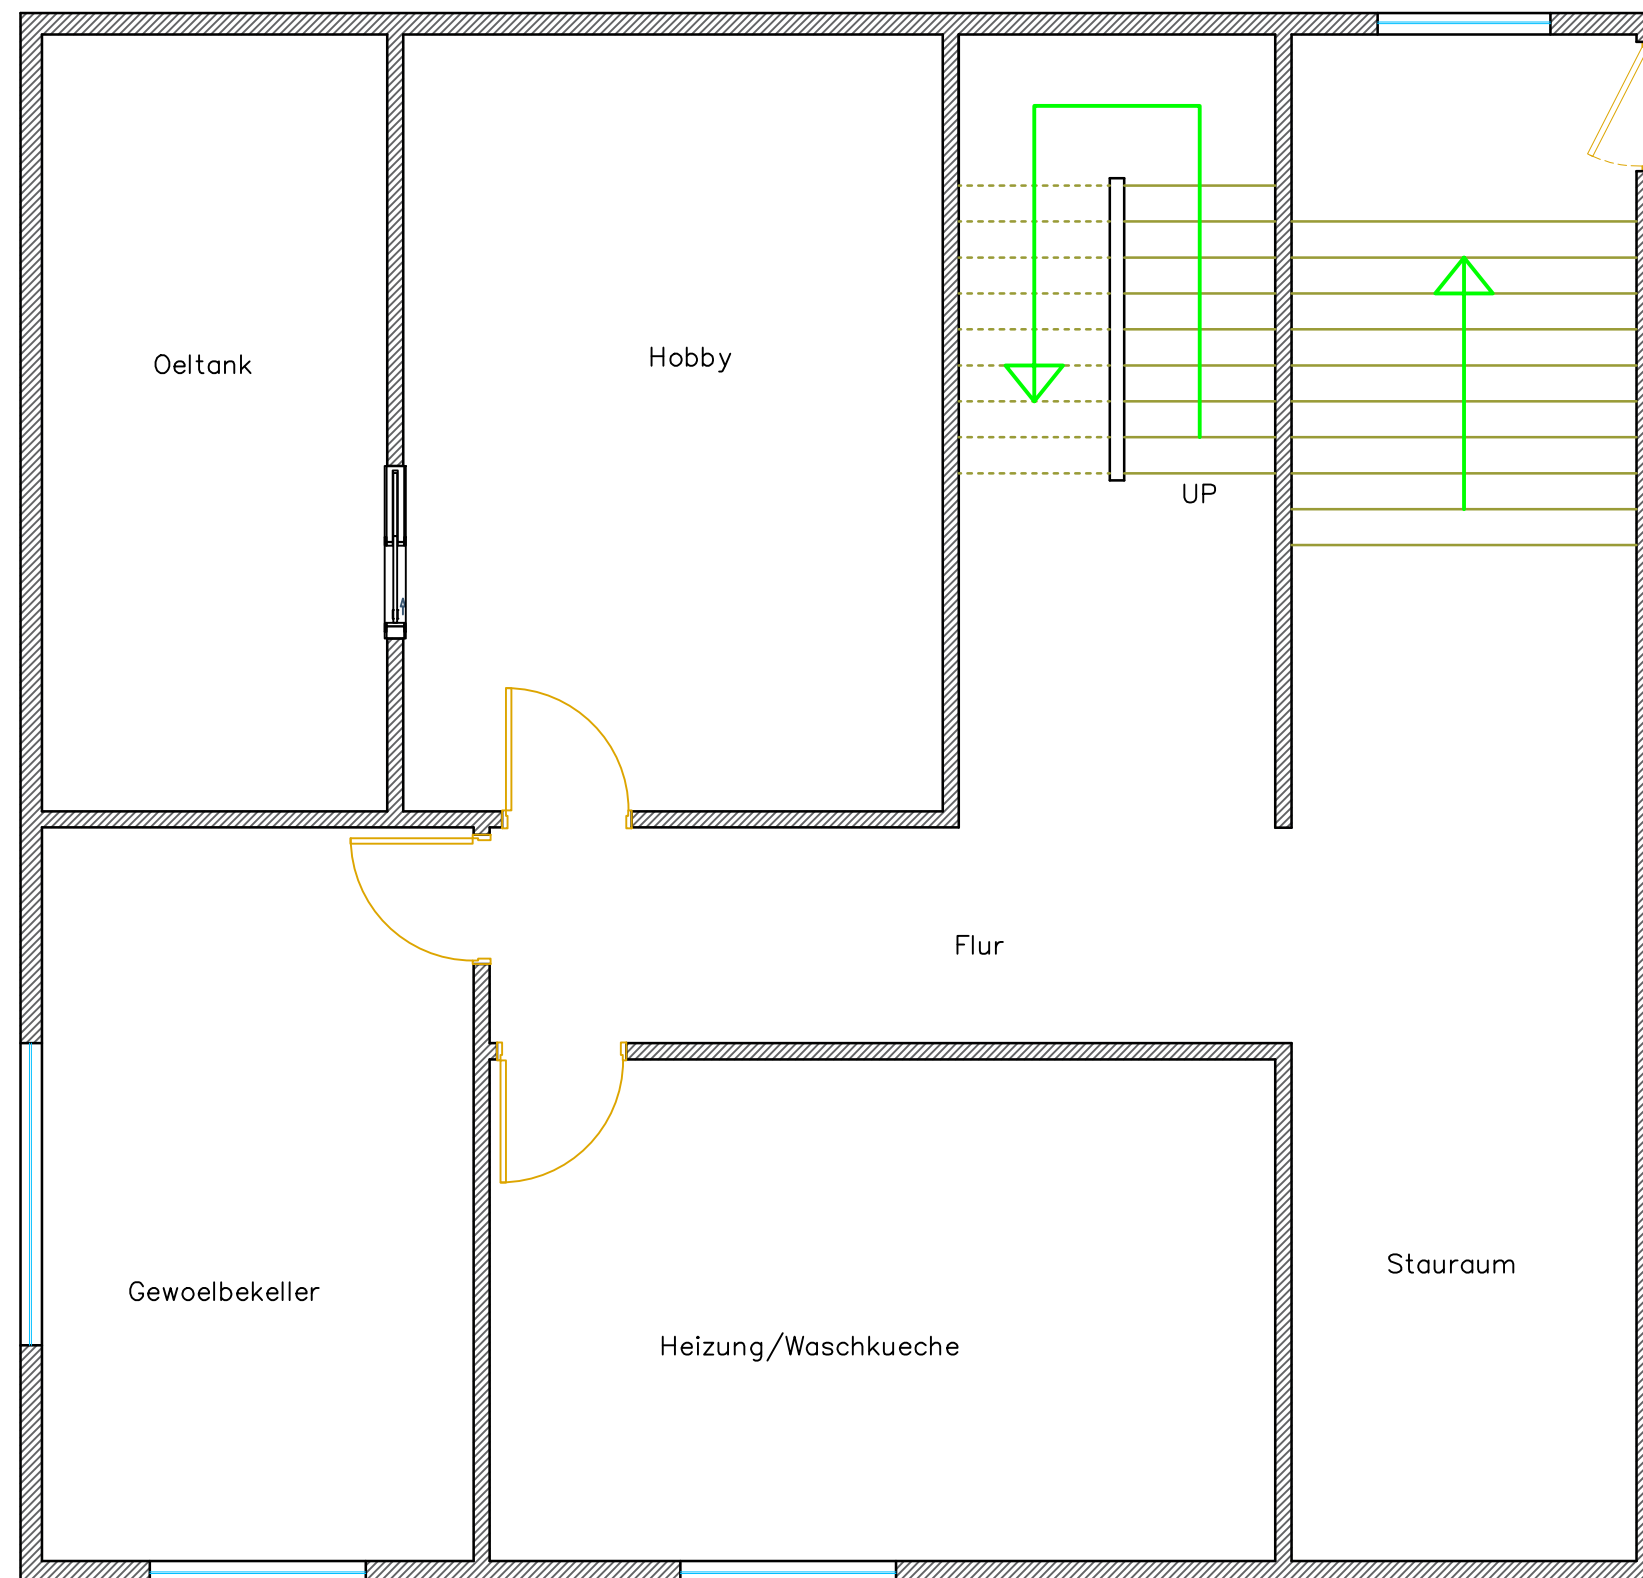 Oeltank
Hobby
UP
Flur
Gewoelbekeller
Heizung/Waschkueche
Stauraum